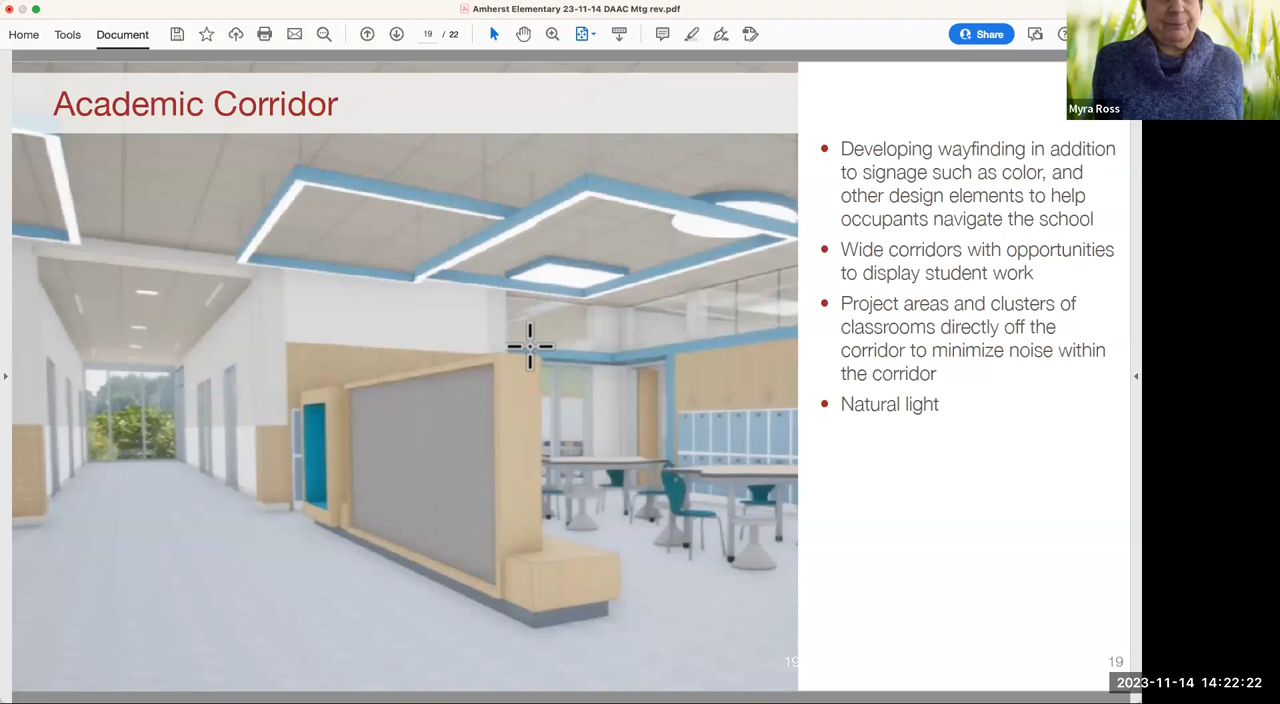 Amherst Elementary 23-11-14 DAAC Mtg rev.pdf
Home Tools Document 19 / 22 Share
Myra Ross
Academic Corridor
• Developing wayfinding in addition
to signage such as color, and
other design elements to help
occupants navigate the school
• Wide corridors with opportunities
to display student work
• Project areas and clusters of
classrooms directly off the
corridor to minimize noise within
the corridor
• Natural light
19 19
2023-11-14 14:22:22